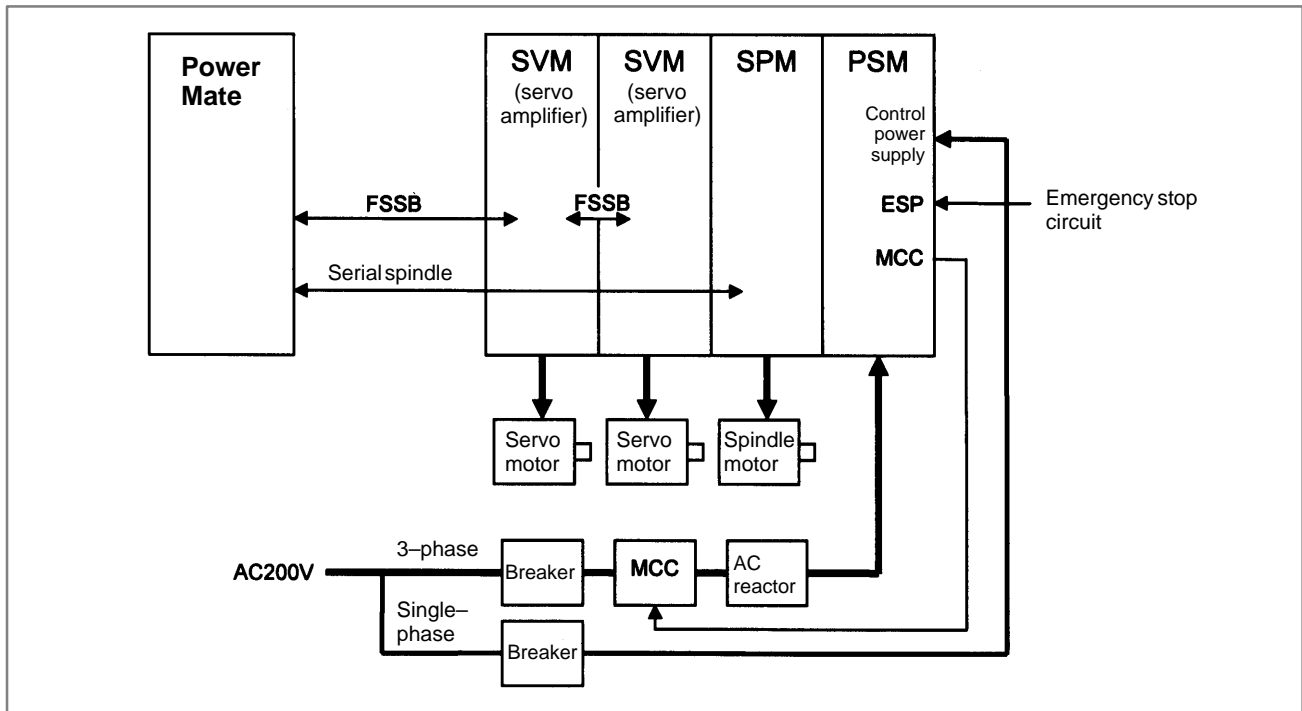 Power
Mate
SVM
(servo
amplifier)
SVM
(servo
amplifier)
SPM
PSM
Control
power
supply
ESP
MCC
FSSB
FSSB
Serial spindle
Emergency stop
circuit
Servo
motor
Servo
motor
Spindle
motor
AC200V
3–phase
Breaker
MCC
AC
reactor
Single–
phase
Breaker